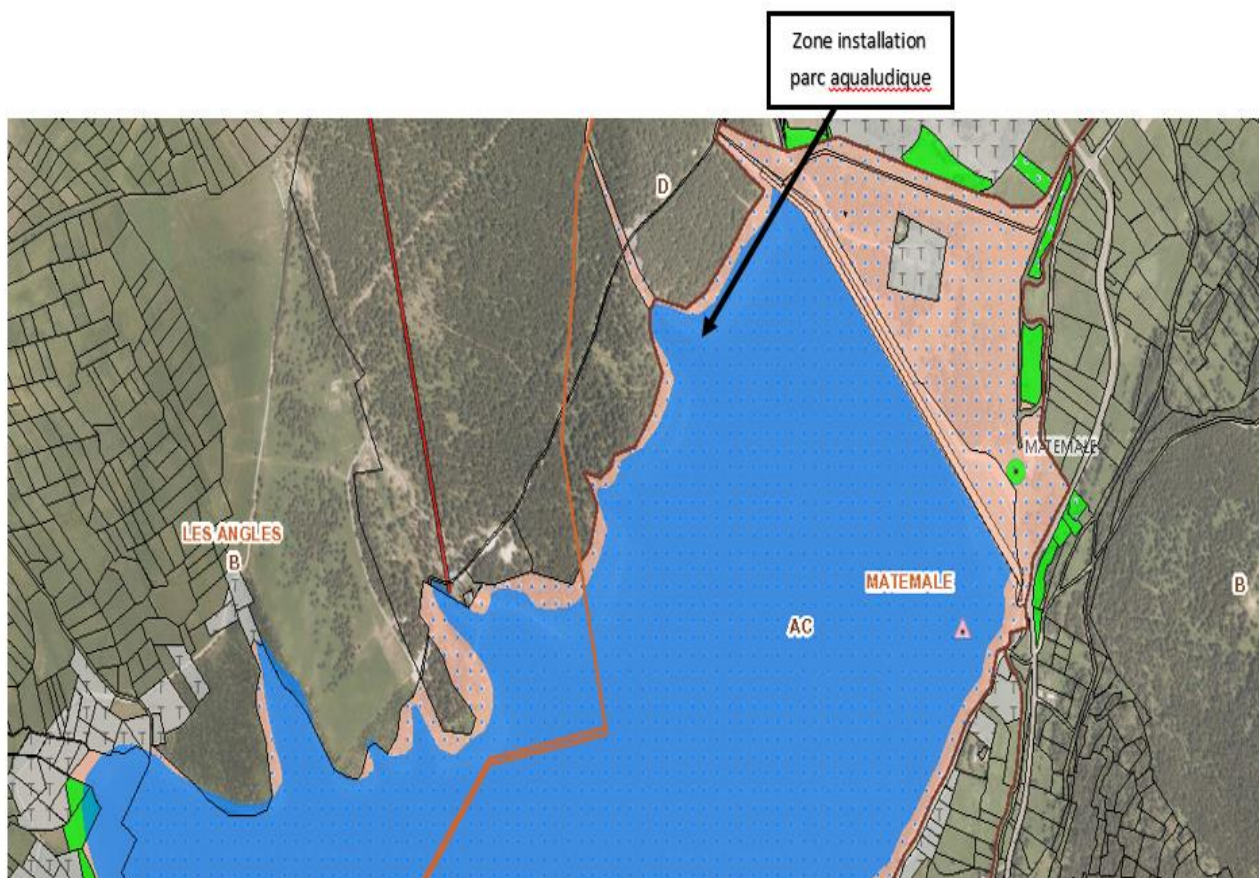 Zone installation
parc aqualudique
D
MATEMALE
LES ANGLES
B
MATEMALE
B
AC